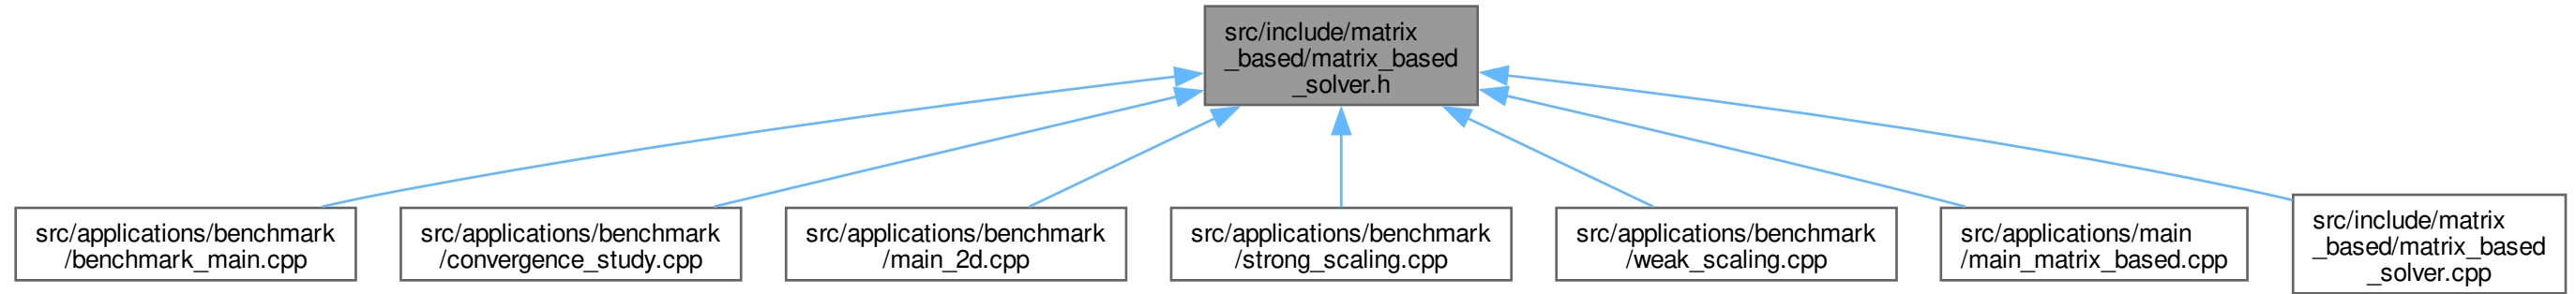 src/include/matrix
_based/matrix_based
_solver.h
src/applications/benchmark
/benchmark_main.cpp
src/applications/benchmark
/convergence_study.cpp
src/applications/benchmark
/main_2d.cpp
src/applications/benchmark
/strong_scaling.cpp
src/applications/benchmark
/weak_scaling.cpp
src/applications/main
/main_matrix_based.cpp
src/include/matrix
_based/matrix_based
_solver.cpp